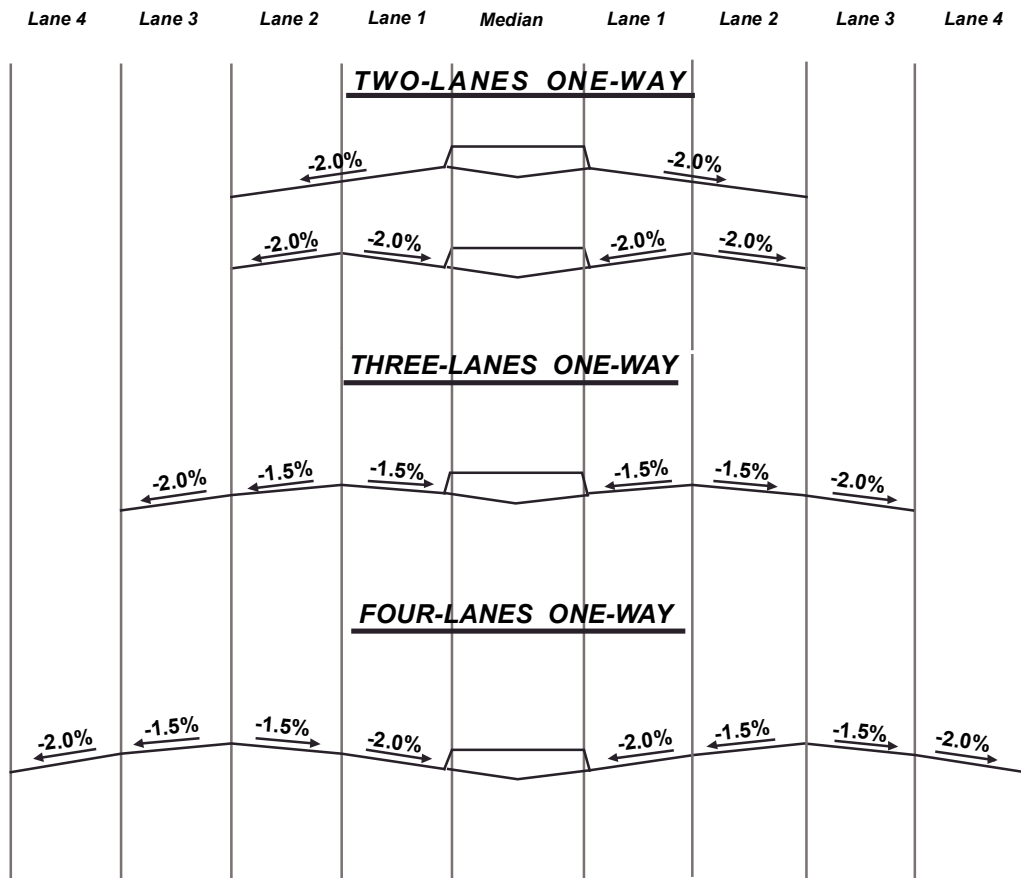 Lane 4 Lane 3 Lane 2 Lane 1 Median Lane 1 Lane 2 Lane 3 Lane 4
TWO-LANES ONE-WAY
-2.0% -2.0%
-2.0% -2.0% -2.0% -2.0%
THREE-LANES ONE-WAY
-2.0% -1.5% -1.5% -1.5% -1.5% -2.0%
FOUR-LANES ONE-WAY
-2.0% -1.5% -1.5% -2.0% -2.0% -1.5% -1.5% -2.0%